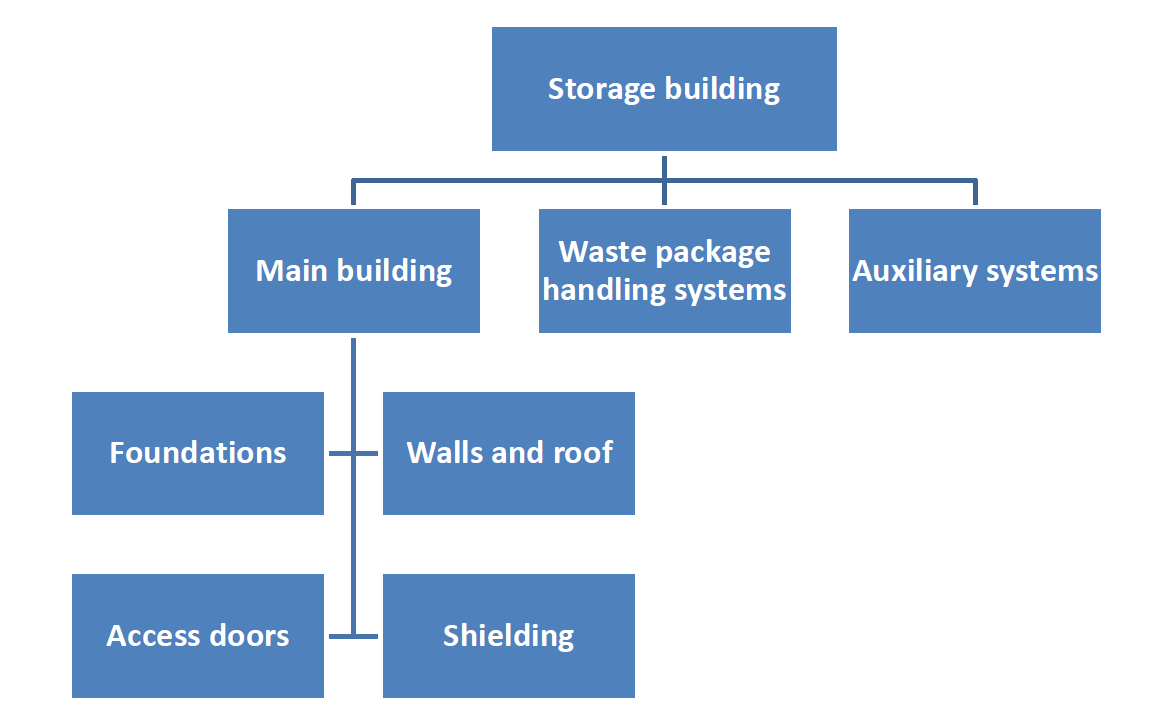 Storage building
Main building
Waste package
handling systems
Auxiliary systems
Foundations
Walls and roof
Access doors
Shielding